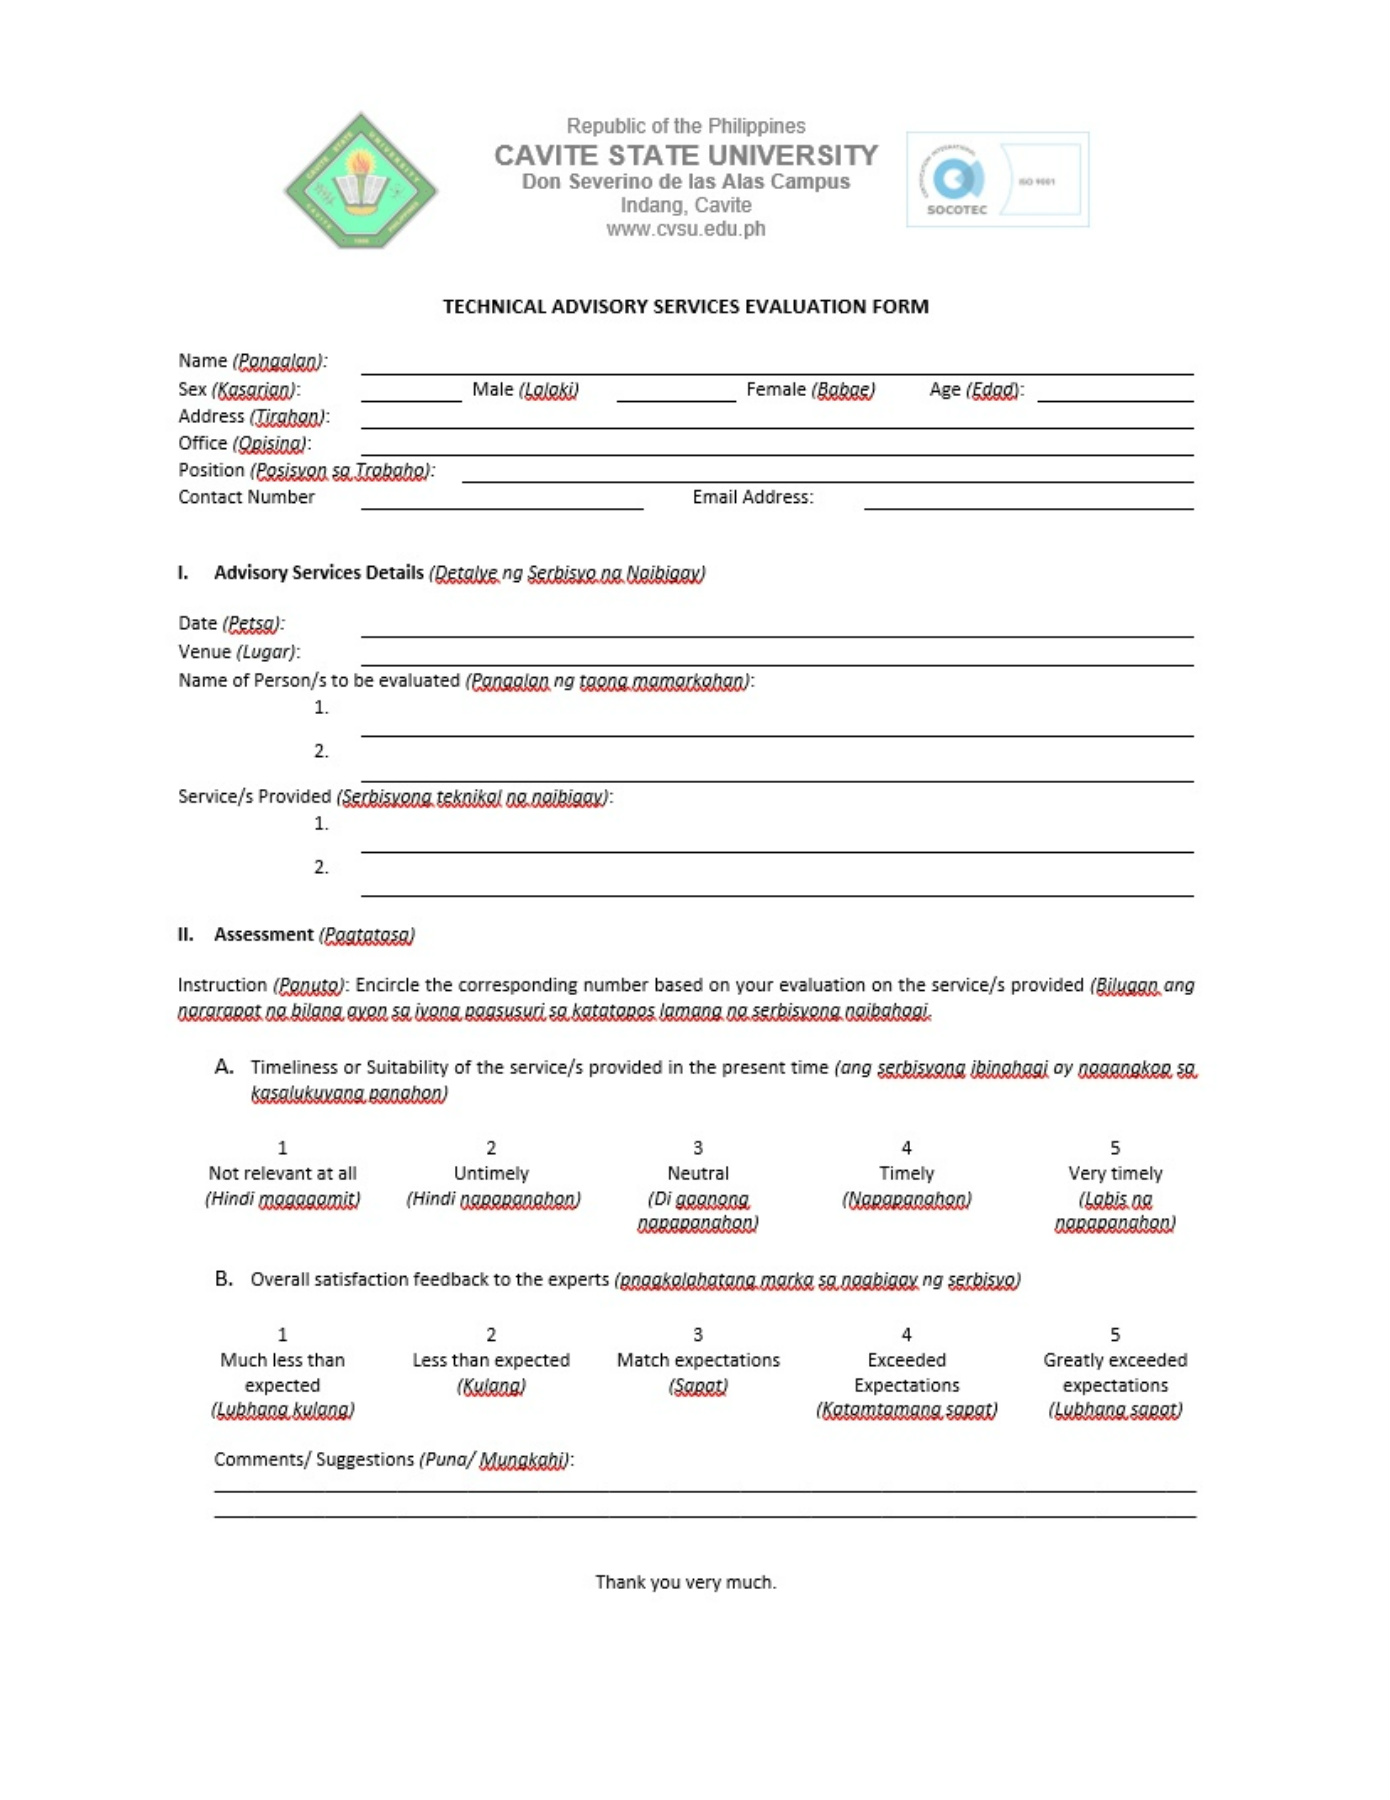 Republic of the Philippines
CAVITE STATE UNIVERSITY
Don Severino de las Alas Campus
Indang, Cavite
www.cvsu.edu.ph
CAVITE STATE UNIVERSITY
CAVITE PHILIPPINES
1906
SOCOTEC
ISO 9001
TECHNICAL ADVISORY SERVICES EVALUATION FORM
Name (Pangalan):
Sex (Kasarian): Male (Lalaki) Female (Babae) Age (Edad):
Address (Tirahan):
Office (Opisina):
Position (Posisyon sa Trabaho):
Contact Number Email Address:
I. Advisory Services Details (Detalye ng Serbisyo na Naibigay)
Date (Petsa):
Venue (Lugar):
Name of Person/s to be evaluated (Pangalan ng taong mamarkahan):
1.
2.
Service/s Provided (Serbisyong teknikal na naibigay):
1.
2.
II. Assessment (Pagtatasa)
Instruction (Panuto): Encircle the corresponding number based on your evaluation on the service/s provided (Bilugan ang
nararapat na bilang ayon sa iyong pagsusuri sa katatapos lamang na serbisyong naibahagi.
A. Timeliness or Suitability of the service/s provided in the present time (ang serbisyong ibinahagi ay naaangkop sa
kasalukuyang panahon)
1 2 3 4 5
Not relevant at all Untimely Neutral Timely Very timely
(Hindi magagamit) (Hindi napapanahon) (Di gaanong (Napapanahon) (Labis na
napapanahon) napapanahon)
B. Overall satisfaction feedback to the experts (pnagkalahatang marka sa nagbigay ng serbisyo)
1 2 3 4 5
Much less than Less than expected Match expectations Exceeded Greatly exceeded
expected (Kulang) (Sapat) Expectations expectations
(Lubhang kulang) (Katamtamang sapat) (Lubhang sapat)
Comments/ Suggestions (Puna/ Mungkahi):
Thank you very much.